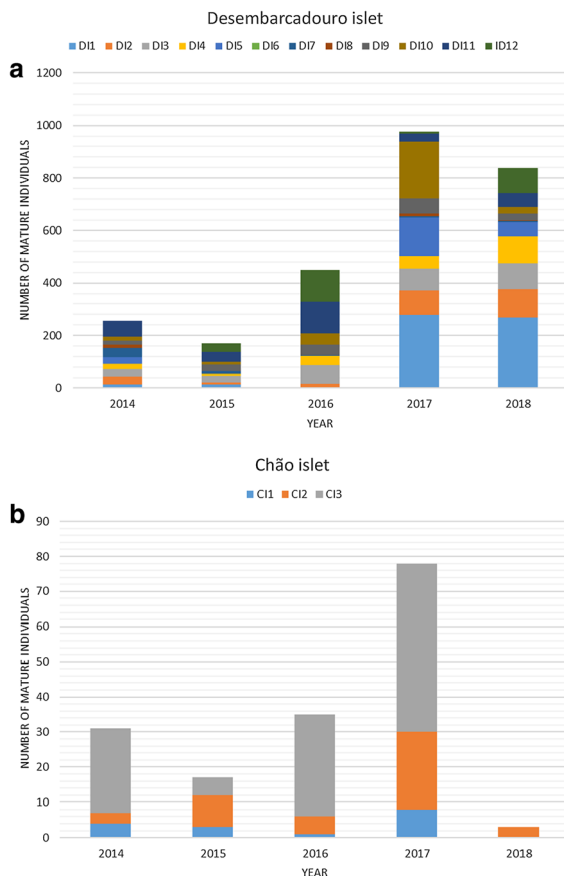 Desembarcadouro islet
DI1 DI2 DI3 DI4 DI5 DI6 DI7 DI8 DI9 DI10 DI11 ID12
a
1200
1000
800
600
400
200
0
NUMBER OF MATURE INDIVIDUALS
2014 2015 2016 2017 2018
YEAR
Chão islet
CI1 CI2 CI3
b
90
80
70
60
50
40
30
20
10
0
NUMBER OF MATURE INDIVIDUALS
2014 2015 2016 2017 2018
YEAR